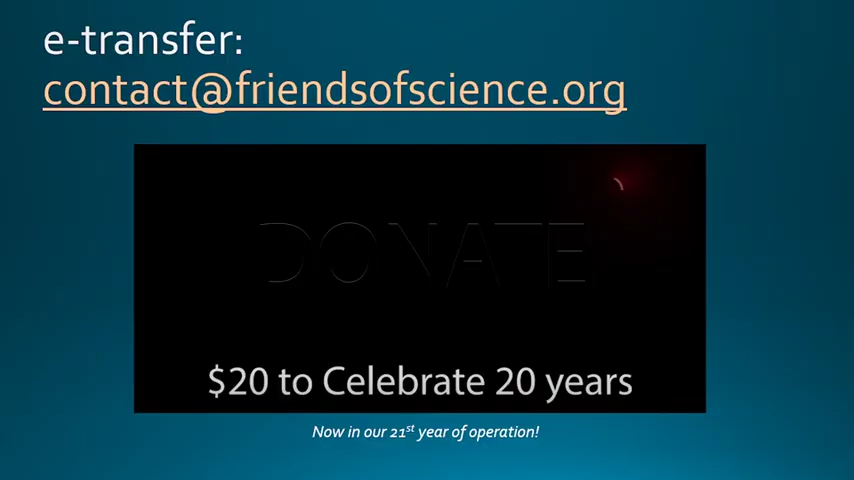 e-transfer:
contact@friendsofscience.org
DONATE
$20 to Celebrate 20 years
Now in our 21st year of operation!